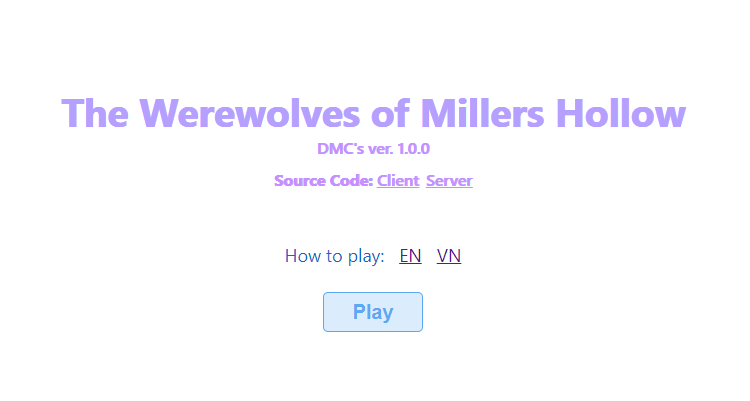 The Werewolves of Millers Hollow
DMC's ver. 1.0.0
Source Code: Client Server
How to play: EN VN
Play